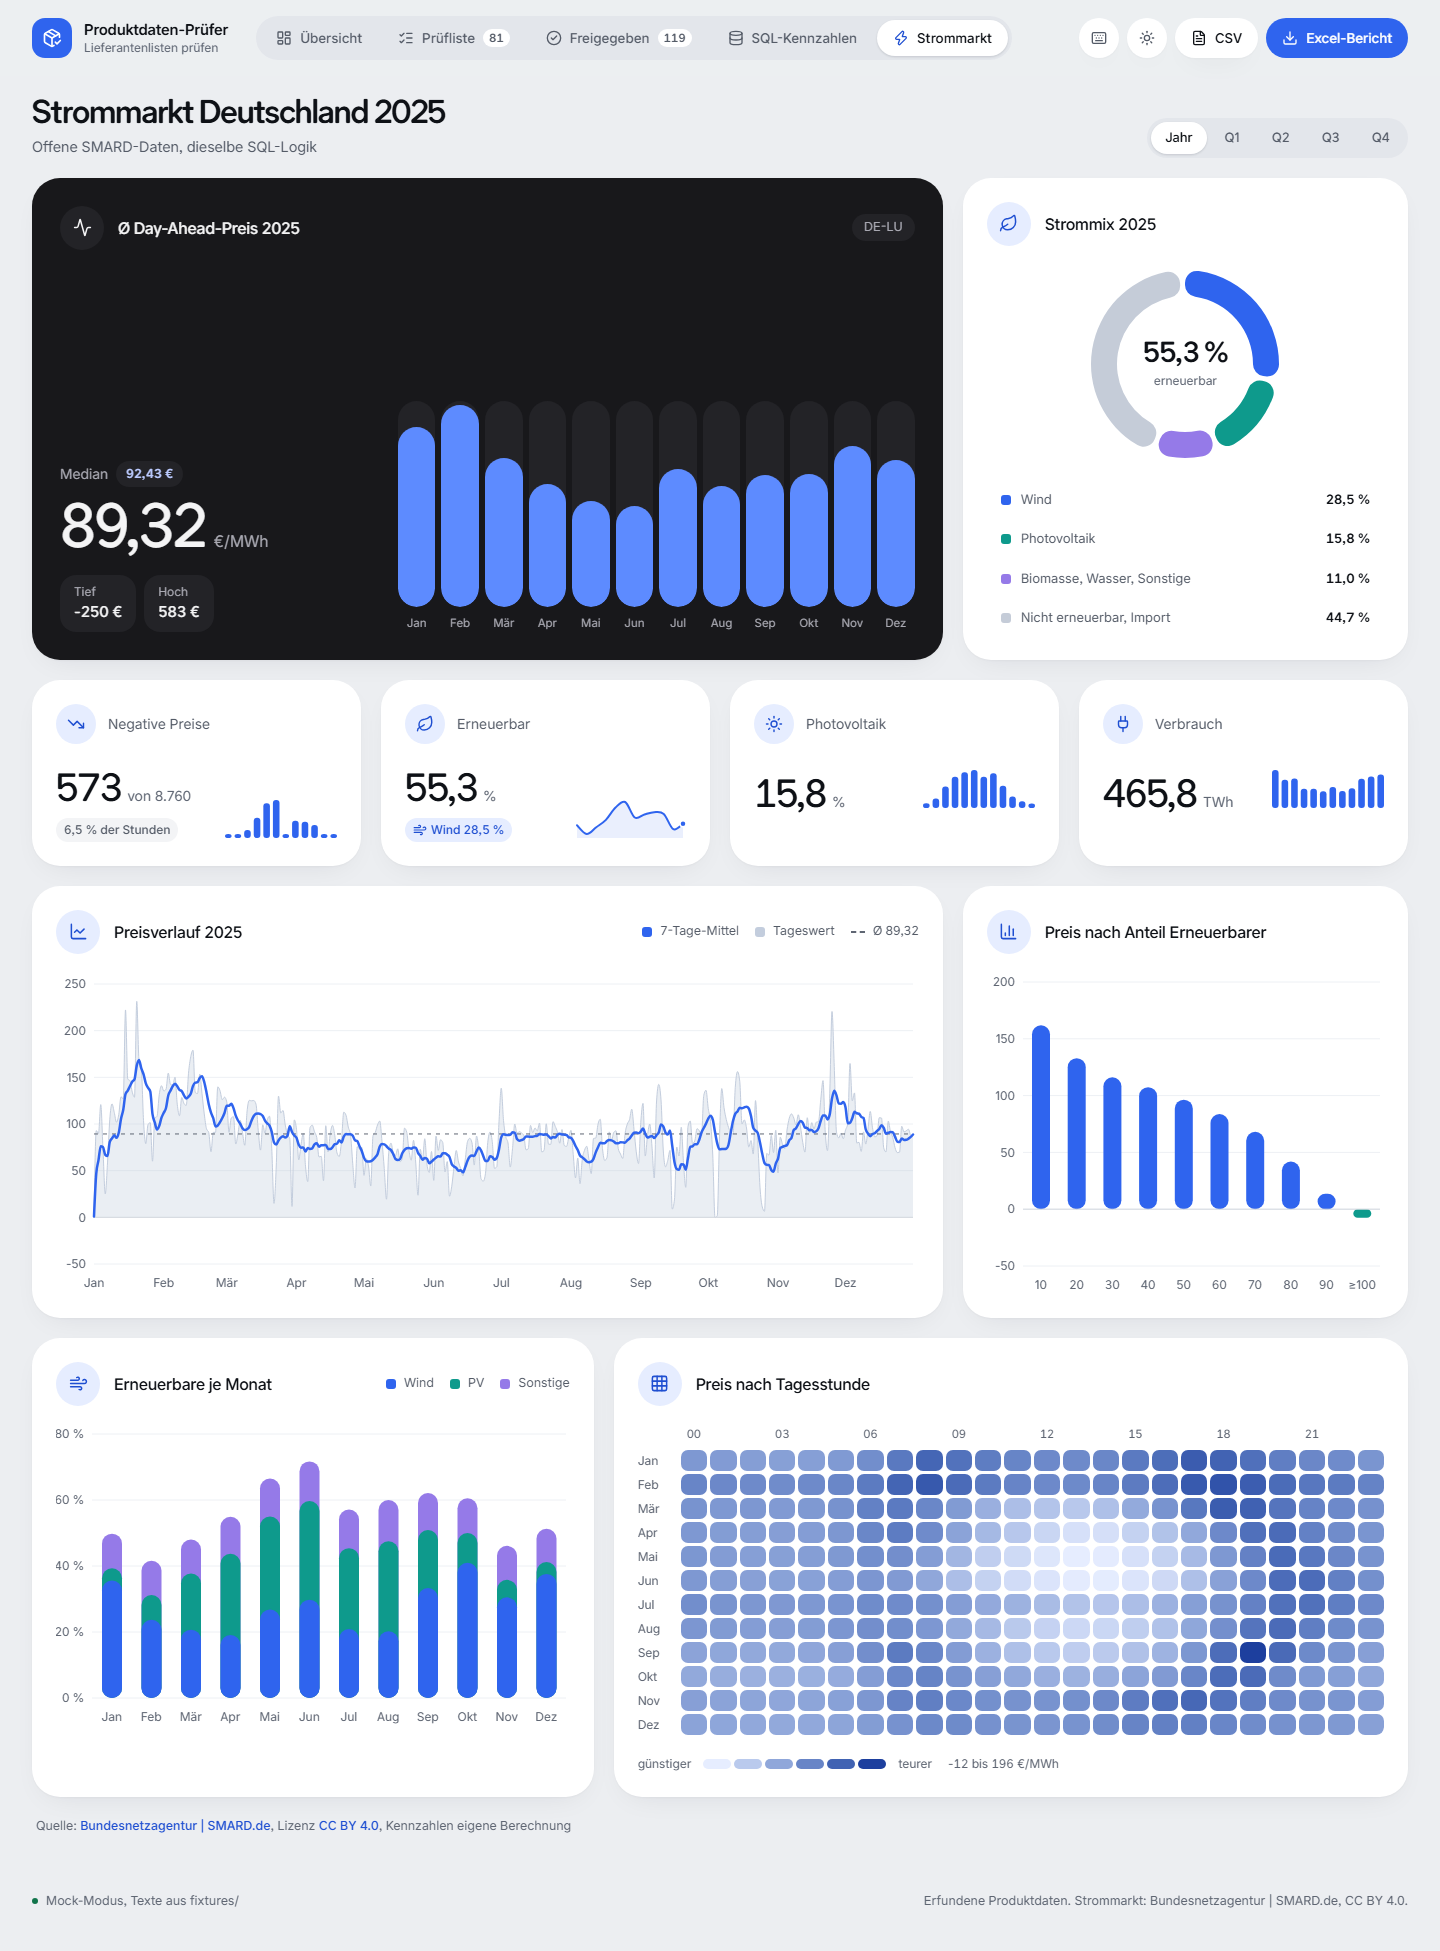 Produktdaten-Prüfer
Lieferantenlisten prüfen
Übersicht
Prüfliste 81
Freigegeben 119
SQL-Kennzahlen
Strommarkt
CSV
Excel-Bericht
Strommarkt Deutschland 2025
Offene SMARD-Daten, dieselbe SQL-Logik
Jahr Q1 Q2 Q3 Q4
Ø Day-Ahead-Preis 2025
DE-LU
Median 92,43 €
89,32 €/MWh
Tief
-250 €
Hoch
583 €
Jan Feb Mär Apr Mai Jun Jul Aug Sep Okt Nov Dez
Strommix 2025
55,3 %
erneuerbar
Wind 28,5 %
Photovoltaik 15,8 %
Biomasse, Wasser, Sonstige 11,0 %
Nicht erneuerbar, Import 44,7 %
Negative Preise
573 von 8.760
6,5 % der Stunden
Erneuerbar
55,3 %
Wind 28,5 %
Photovoltaik
15,8 %
Verbrauch
465,8 TWh
Preisverlauf 2025
7-Tage-Mittel Tageswert Ø 89,32
250
200
150
100
50
0
-50
Jan Feb Mär Apr Mai Jun Jul Aug Sep Okt Nov Dez
Preis nach Anteil Erneuerbarer
200
150
100
50
0
-50
10 20 30 40 50 60 70 80 90 ≥100
Erneuerbare je Monat
Wind PV Sonstige
80 %
60 %
40 %
20 %
0 %
Jan Feb Mär Apr Mai Jun Jul Aug Sep Okt Nov Dez
Preis nach Tagesstunde
00 03 06 09 12 15 18 21
Jan
Feb
Mär
Apr
Mai
Jun
Jul
Aug
Sep
Okt
Nov
Dez
günstiger teurer -12 bis 196 €/MWh
Quelle: Bundesnetzagentur | SMARD.de, Lizenz CC BY 4.0, Kennzahlen eigene Berechnung
Mock-Modus, Texte aus fixtures/
Erfundene Produktdaten. Strommarkt: Bundesnetzagentur | SMARD.de, CC BY 4.0.